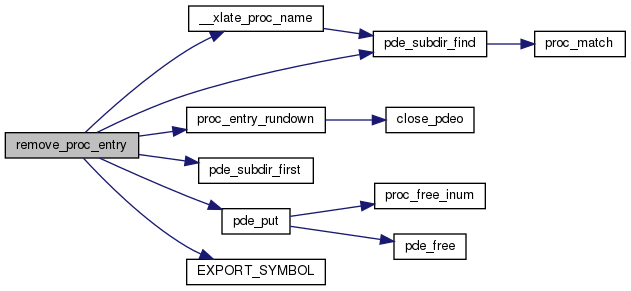 __xlate_proc_name
pde_subdir_find
proc_match
proc_entry_rundown
close_pdeo
remove_proc_entry
pde_subdir_first
proc_free_inum
pde_put
pde_free
EXPORT_SYMBOL